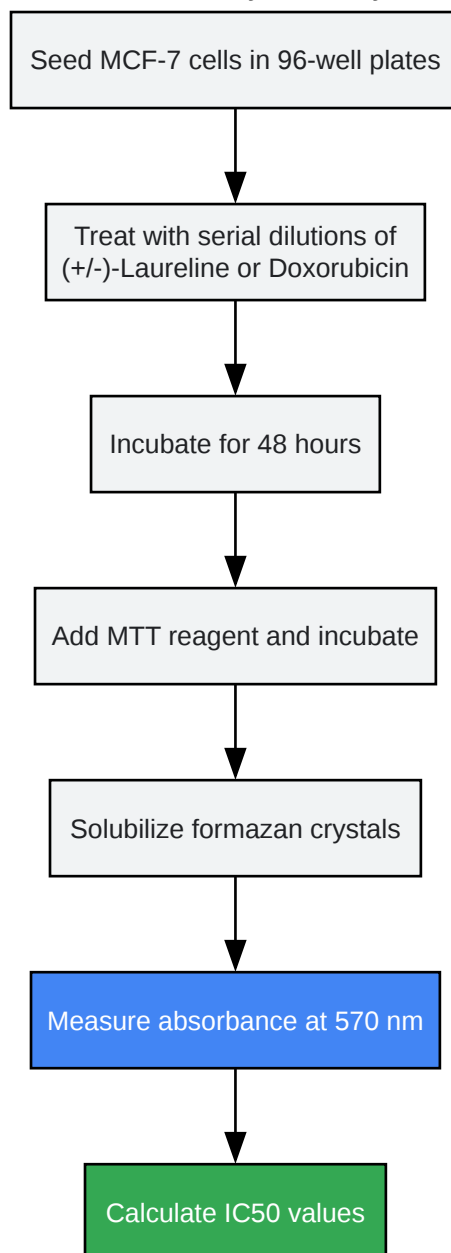 Seed MCF-7 cells in 96-well plates
Treat with serial dilutions of
(+/-)-Laureline or Doxorubicin
Incubate for 48 hours
Add MTT reagent and incubate
Solubilize formazan crystals
Measure absorbance at 570 nm
Calculate IC50 values